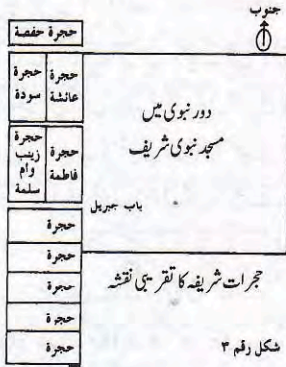 جنوب
حجرة حفصة
حجرة عائشة
حجرة سودة
دور نبوی میں
مسجد نبوی شریف
حجرة فاطمة
حجرة زینب وام سلمة
باب جبریل
حجرة
حجرة
حجرة
حجرة
حجرة
حجرات شریفہ کا تقریبی نقشہ
شکل رقم ۳